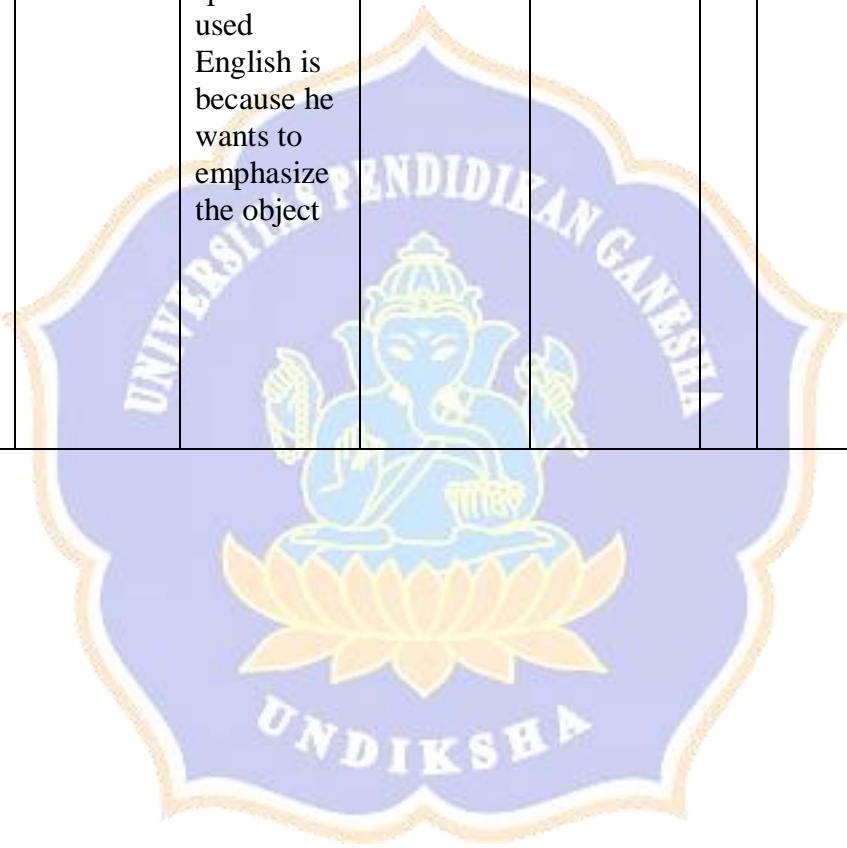 used
English is
because he
wants to
emphasize
the object
UNIVERSITAS PENDIDIKAN GANESHA
UNDIKSHA